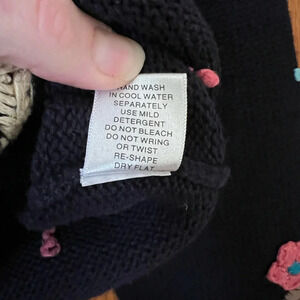 HAND WASH
IN COOL WATER
SEPARATELY
USE MILD
DETERGENT
DO NOT BLEACH
DO NOT WRING
OR TWIST
RE-SHAPE
DRY FLAT